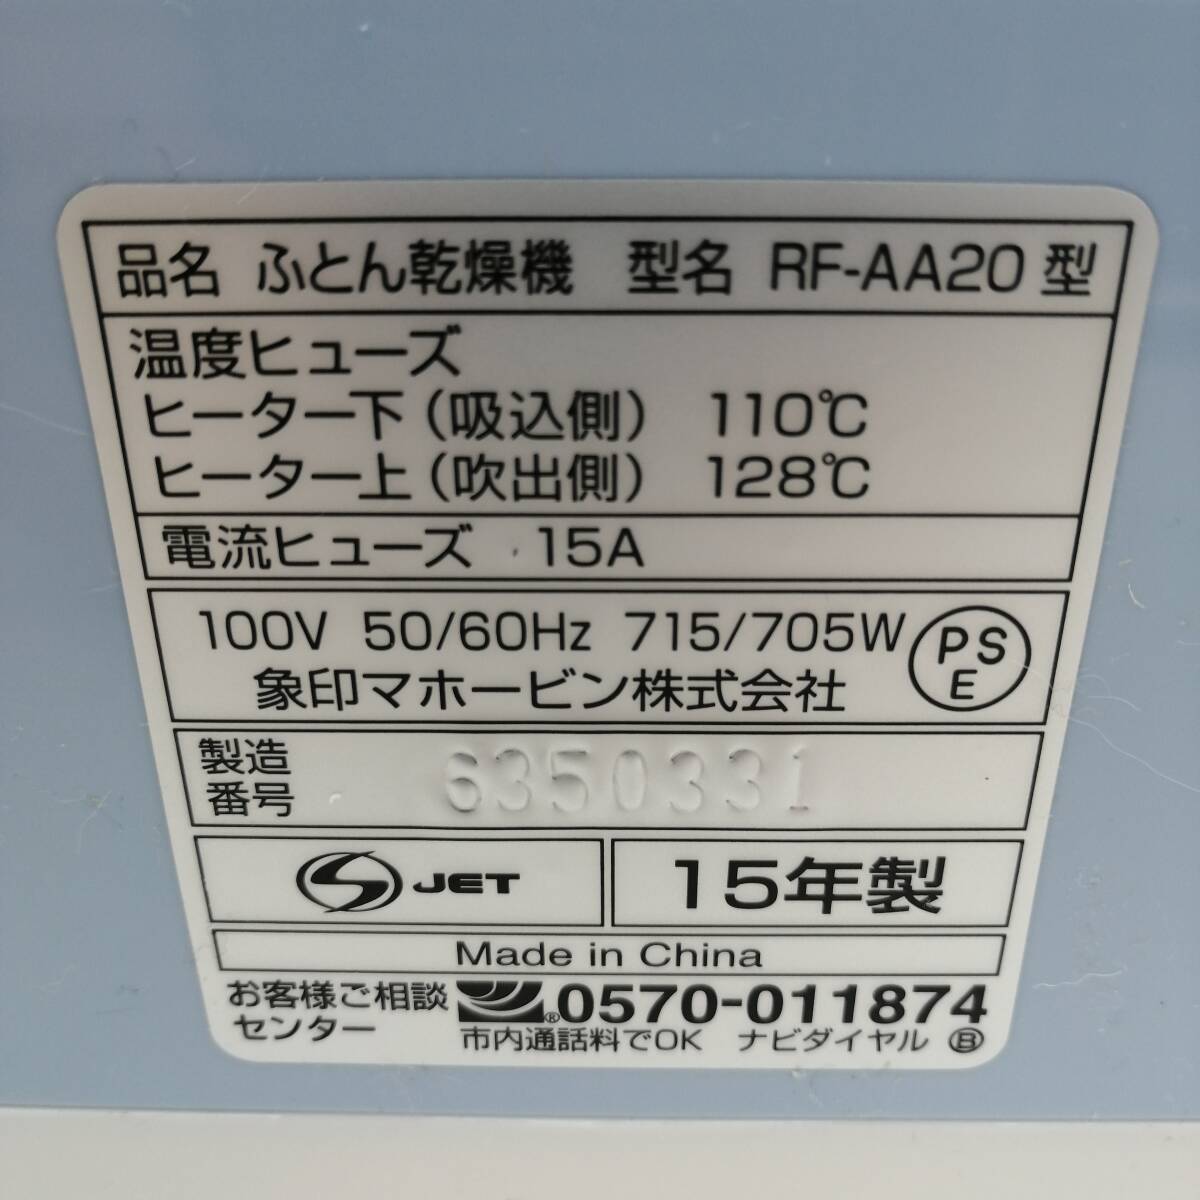 品名 ふとん乾燥機 型名 RF-AA20 型
温度ヒューズ
ヒーター下(吸込側) 110℃
ヒーター上(吹出側) 128℃
電流ヒューズ 15A
100V 50/60Hz 715/705W
PSE
象印マホービン株式会社
製造番号 6350331
JET
15年製
Made in China
お客様ご相談センター
®0570-011874
市内通話料でOK ナビダイヤル Ⓑ